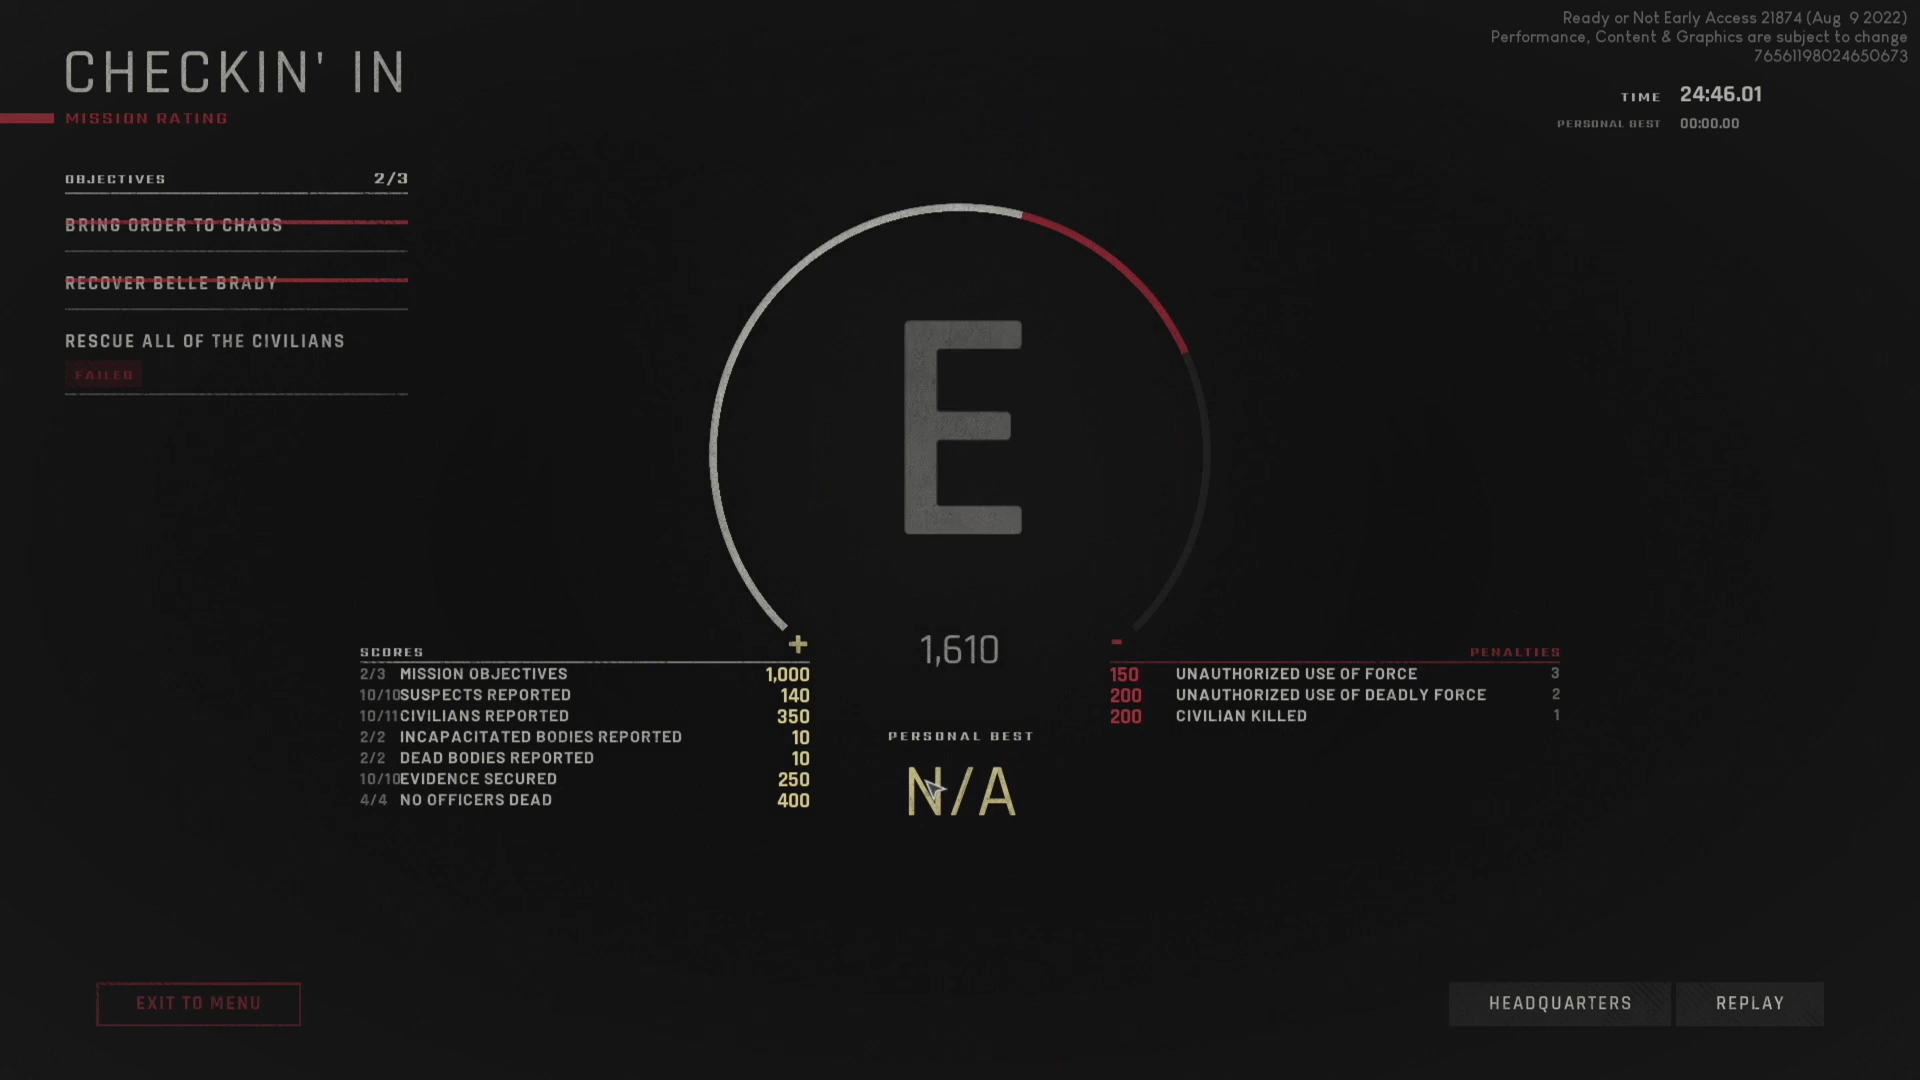 Ready or Not Early Access 21874 (Aug 9 2022)
Performance, Content & Graphics are subject to change
76561198024650673
CHECKIN' IN
MISSION RATING
TIME 24:46.01
PERSONAL BEST 00:00.00
OBJECTIVES 2/3
BRING ORDER TO CHAOS
RECOVER BELLE BRADY
RESCUE ALL OF THE CIVILIANS
FAILED
E
1,610
PERSONAL BEST
N/A
+
SCORES
2/3 MISSION OBJECTIVES 1,000
10/10 SUSPECTS REPORTED 140
10/11 CIVILIANS REPORTED 350
2/2 INCAPACITATED BODIES REPORTED 10
2/2 DEAD BODIES REPORTED 10
10/10 EVIDENCE SECURED 250
4/4 NO OFFICERS DEAD 400
-
PENALTIES
150 UNAUTHORIZED USE OF FORCE 3
200 UNAUTHORIZED USE OF DEADLY FORCE 2
200 CIVILIAN KILLED 1
EXIT TO MENU
HEADQUARTERS
REPLAY